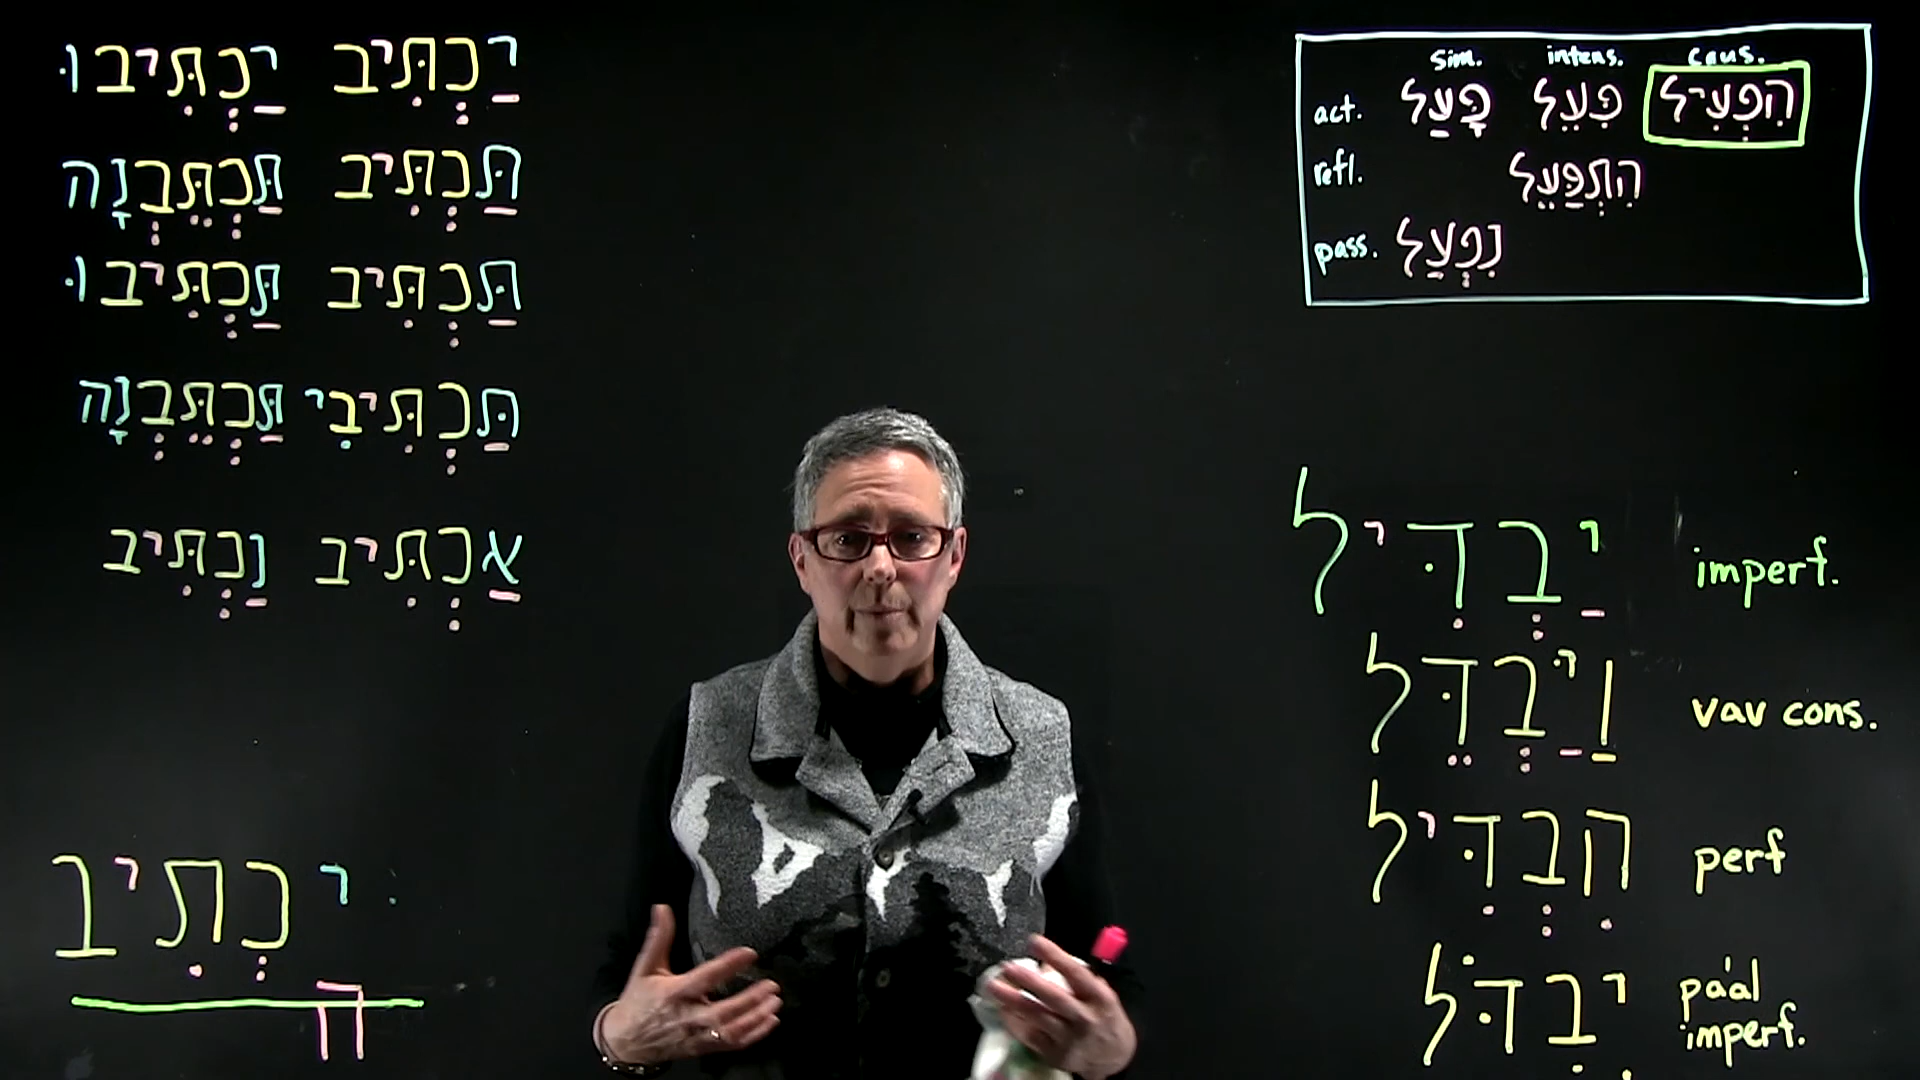 יַכְתִּיב יַכְתִּיבוּ
תַּכְתִּיב תַּכְתֵּבְנָה
תַּכְתִּיב תַּכְתִּיבוּ
תַּכְתִּיבִי תַּכְתֵּבְנָה
אַכְתִּיב נַכְתִּיב
יכְתִיב
ה
sim. intens. caus.
act. פָּעַל פִּעֵל הִפְעִיל
refl. הִתְפַּעֵל
pass. נִפְעַל
יַבְדִּיל imperf.
וַיַּבְדֵּל vav cons.
הִבְדִּיל perf
יִבְדֹּל pa'al
imperf.